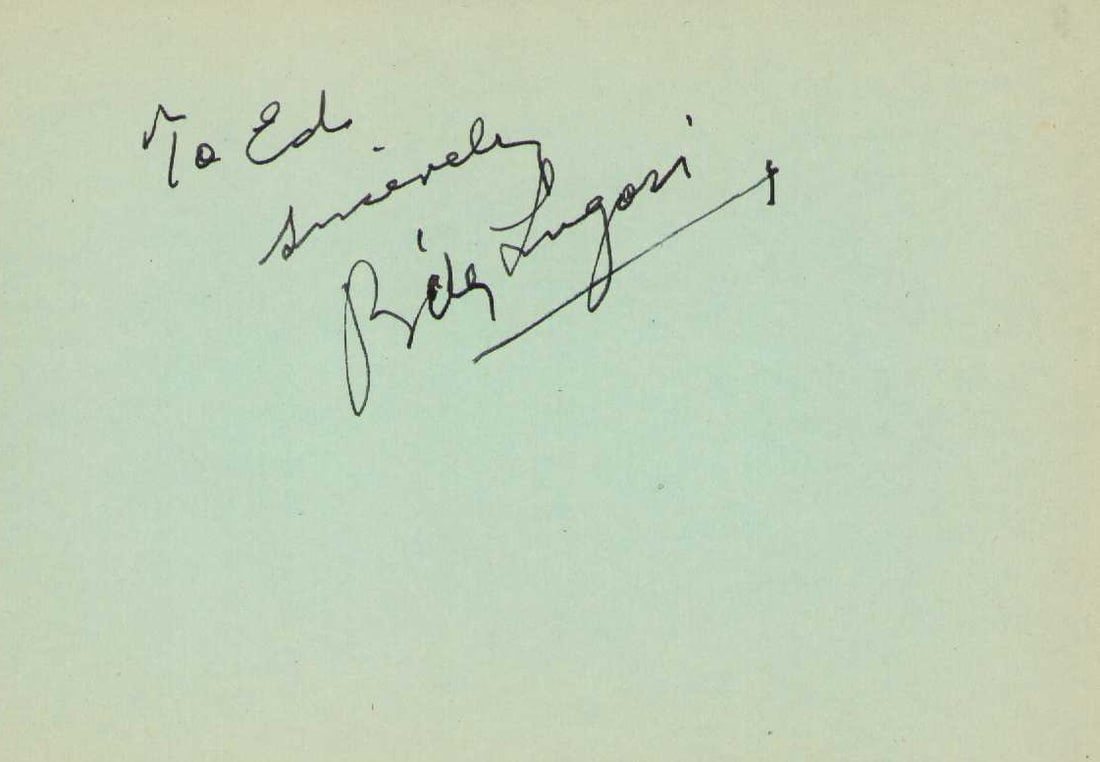 To Ed
sincerely
Béla Lugosi